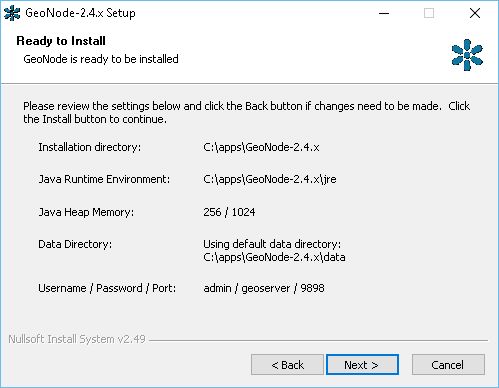 GeoNode-2.4.x Setup
Ready to Install
GeoNode is ready to be installed
Please review the settings below and click the Back button if changes need to be made. Click
the Install button to continue.
Installation directory: C:\apps\GeoNode-2.4.x
Java Runtime Environment: C:\apps\GeoNode-2.4.x\jre
Java Heap Memory: 256 / 1024
Data Directory: Using default data directory:
C:\apps\GeoNode-2.4.x\data
Username / Password / Port: admin / geoserver / 9898
Nullsoft Install System v2.49
< Back Next > Cancel